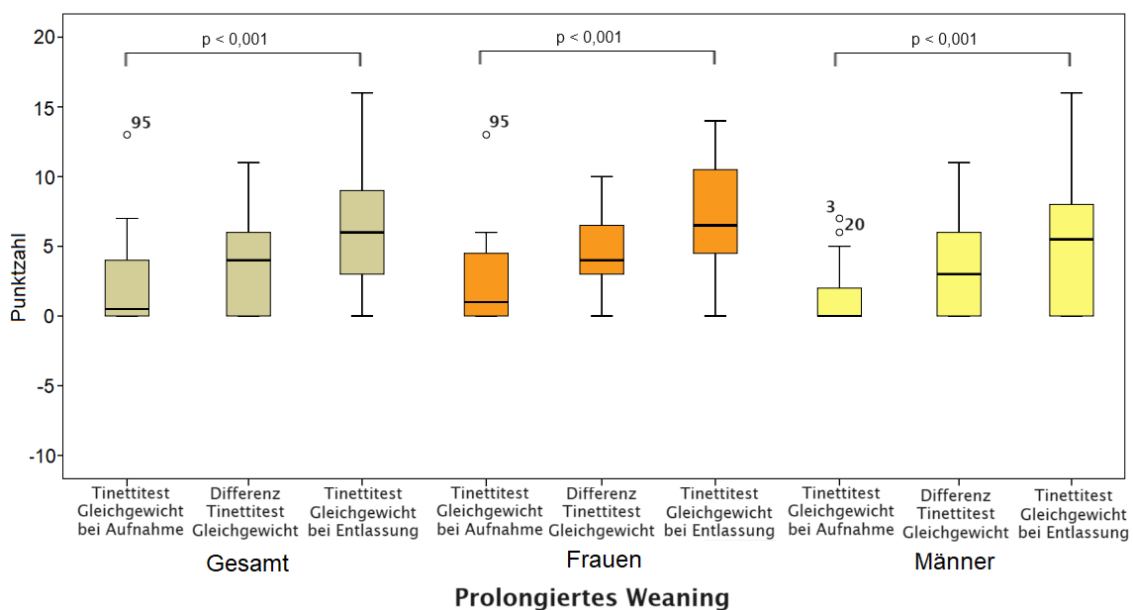 p < 0,001
p < 0,001
p < 0,001
20
15
10
5
0
-5
-10
Punktzahl
95
95
3
20
Tinettitest
Gleichgewicht
bei Aufnahme
Differenz
Tinettitest
Gleichgewicht
Tinettitest
Gleichgewicht
bei Entlassung
Tinettitest
Gleichgewicht
bei Aufnahme
Differenz
Tinettitest
Gleichgewicht
Tinettitest
Gleichgewicht
bei Entlassung
Tinettitest
Gleichgewicht
bei Aufnahme
Differenz
Tinettitest
Gleichgewicht
Tinettitest
Gleichgewicht
bei Entlassung
Gesamt
Frauen
Männer
Prolongiertes Weaning